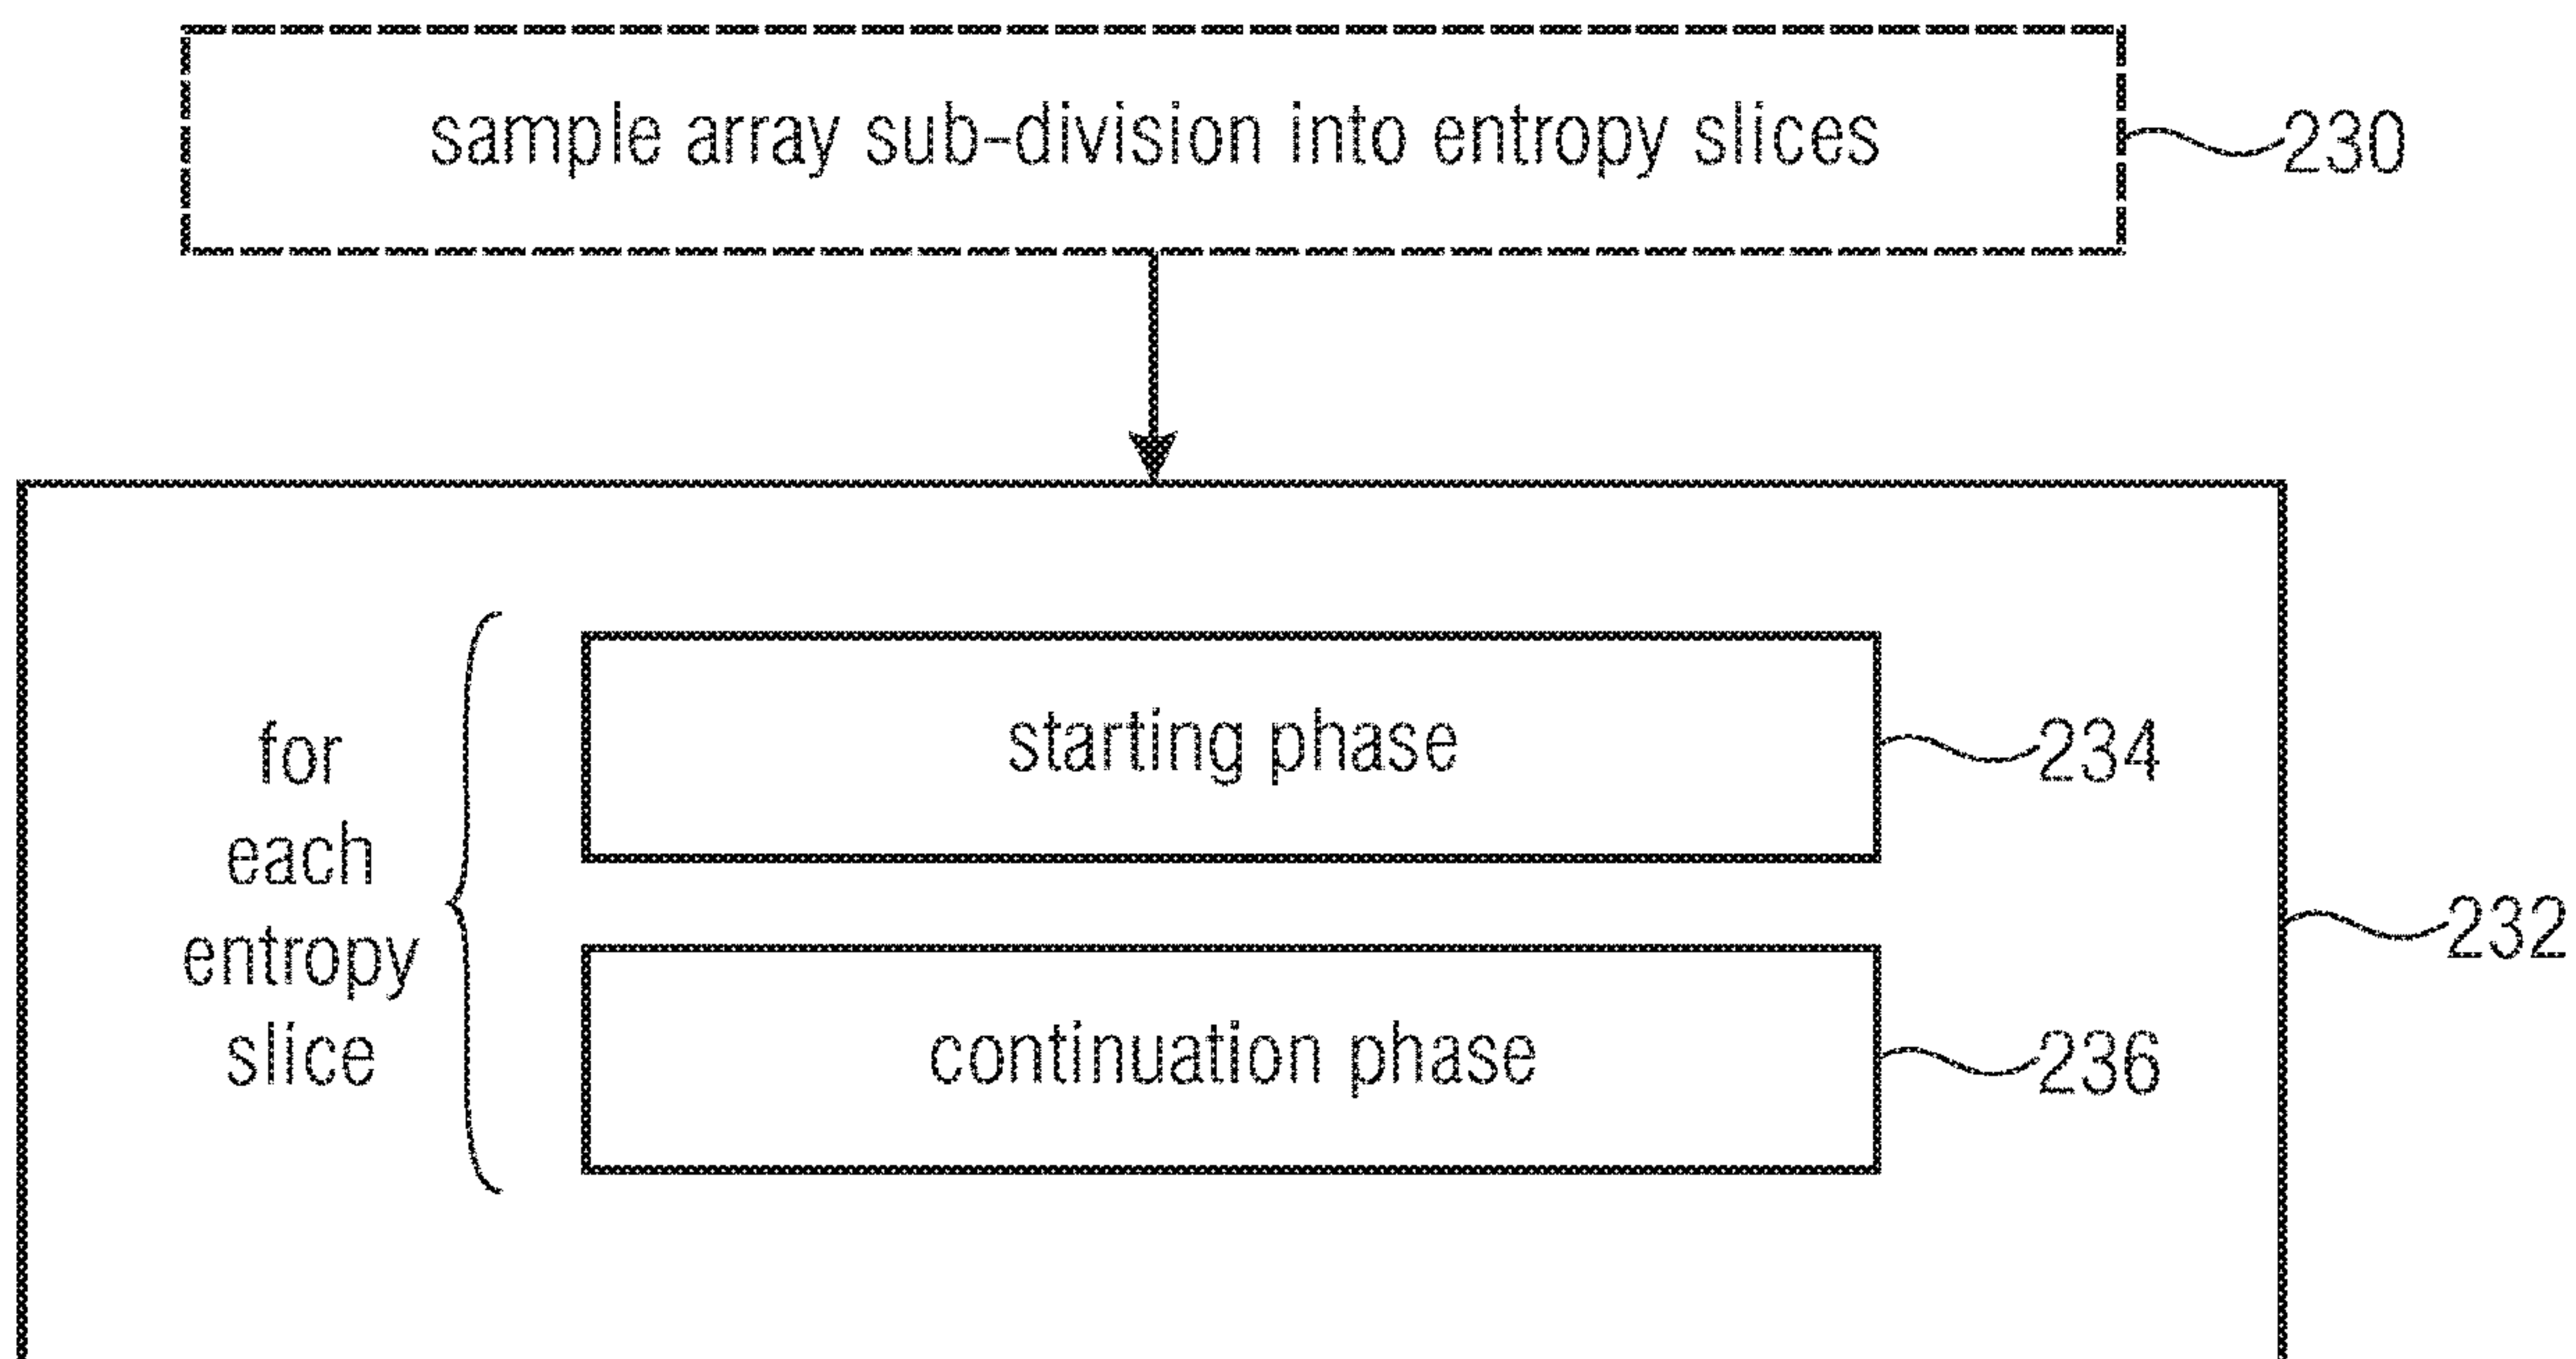 sample array sub-division into entropy slices
230
for
each
entropy
slice
starting phase
234
continuation phase
236
232